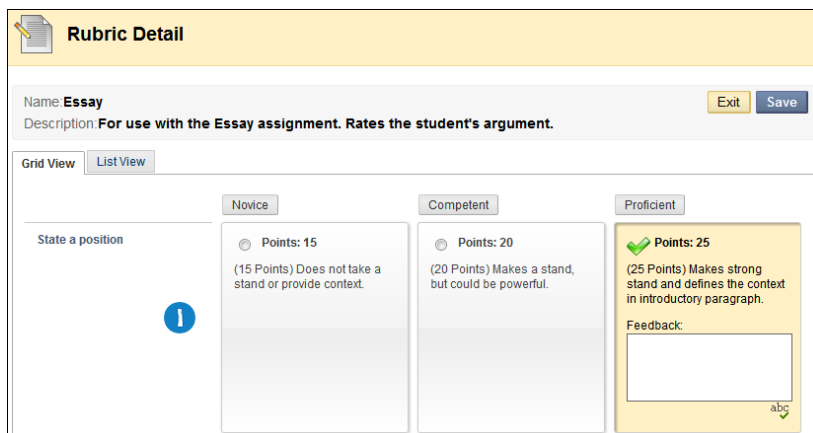 Rubric Detail
Name:Essay
Exit
Save
Description:For use with the Essay assignment. Rates the student's argument.
Grid View
List View
Novice
Competent
Proficient
State a position
Points: 15
(15 Points) Does not take a
stand or provide context.
Points: 20
(20 Points) Makes a stand,
but could be powerful.
Points: 25
(25 Points) Makes strong
stand and defines the context
in introductory paragraph.
Feedback:
1
abc